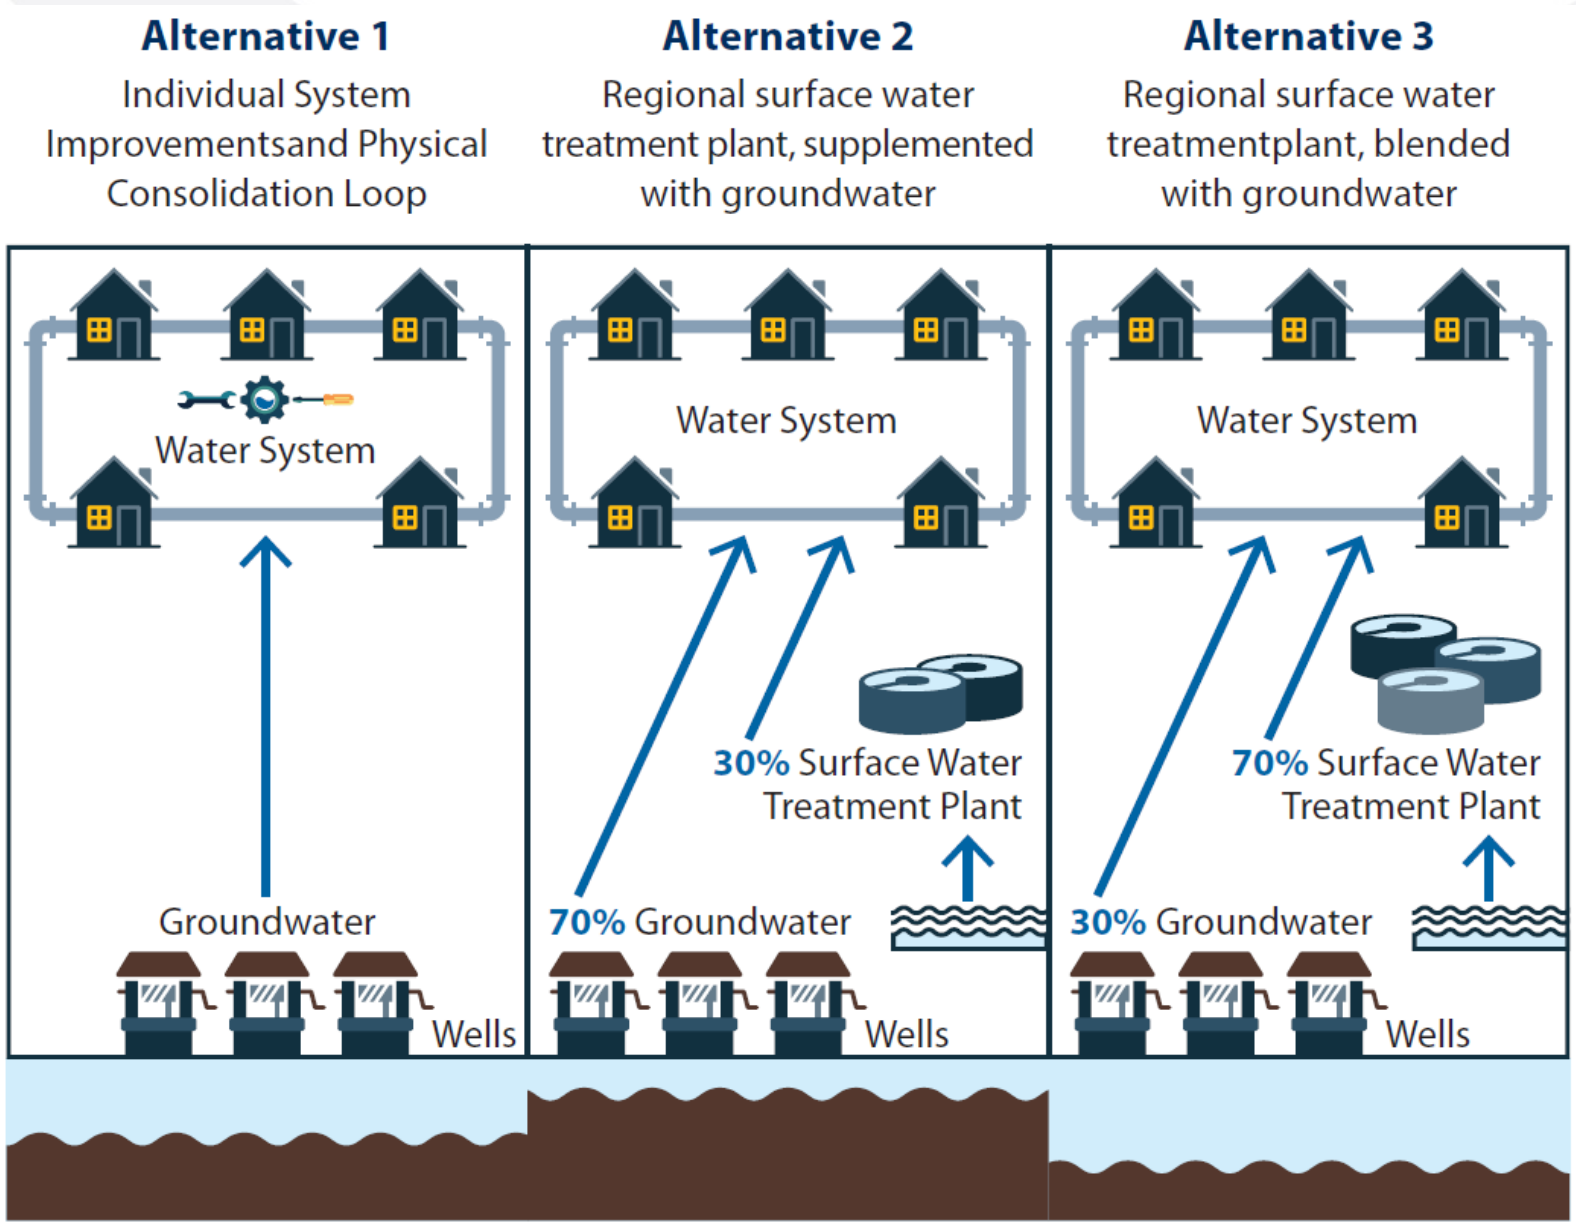 Alternative 1
Individual System
Improvementsand Physical
Consolidation Loop
Water System
Groundwater
Wells
Alternative 2
Regional surface water
treatment plant, supplemented
with groundwater
Water System
30% Surface Water
Treatment Plant
70% Groundwater
Wells
Alternative 3
Regional surface water
treatmentplant, blended
with groundwater
Water System
70% Surface Water
Treatment Plant
30% Groundwater
Wells